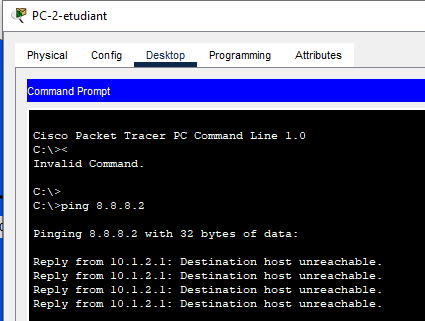 PC-2-etudiant
Physical Config Desktop Programming Attributes
Command Prompt
Cisco Packet Tracer PC Command Line 1.0
C:\><
Invalid Command.
C:\>
C:\>ping 8.8.8.2
Pinging 8.8.8.2 with 32 bytes of data:
Reply from 10.1.2.1: Destination host unreachable.
Reply from 10.1.2.1: Destination host unreachable.
Reply from 10.1.2.1: Destination host unreachable.
Reply from 10.1.2.1: Destination host unreachable.